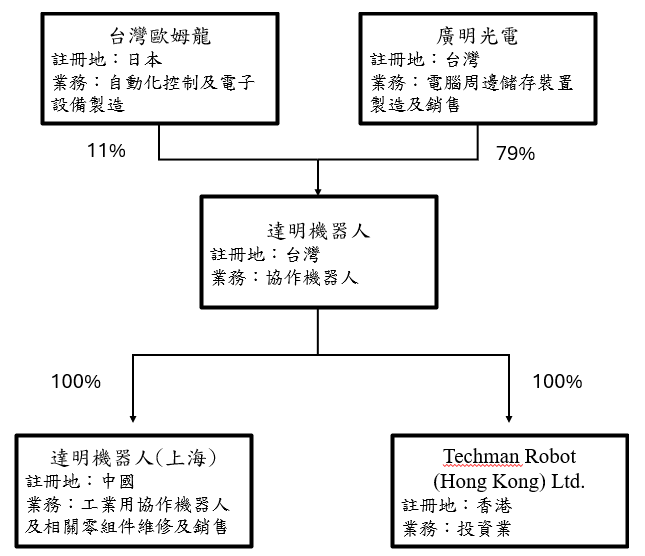 台灣歐姆龍
註冊地：日本
業務：自動化控制及電子
設備製造
廣明光電
註冊地：台灣
業務：電腦周邊儲存裝置
製造及銷售
11%
79%
達明機器人
註冊地：台灣
業務：協作機器人
100%
100%
達明機器人(上海)
註冊地：中國
業務：工業用協作機器人
及相關零組件維修及銷售
Techman Robot
(Hong Kong) Ltd.
註冊地：香港
業務：投資業